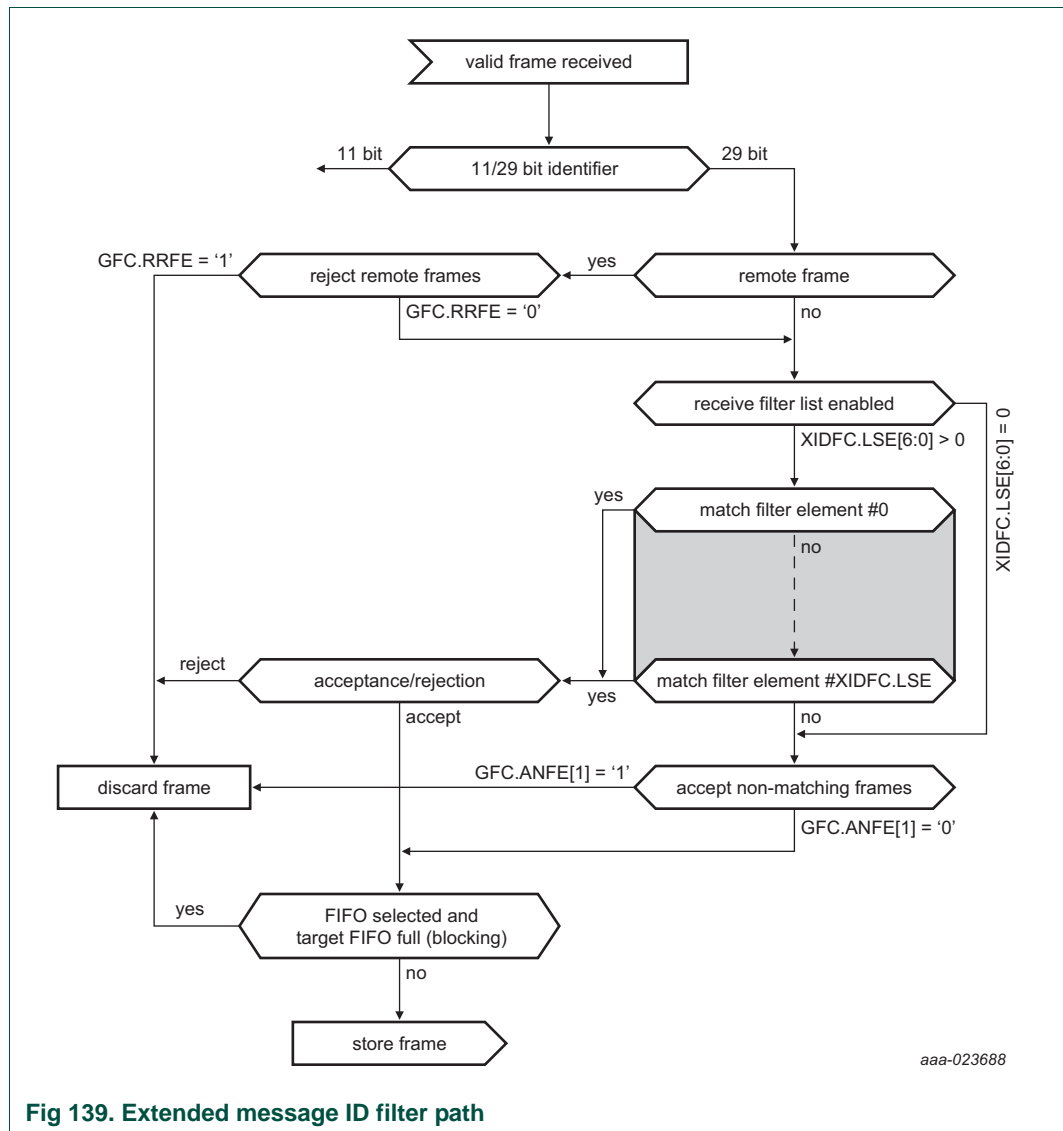 valid frame received
11 bit
11/29 bit identifier
29 bit
GFC.RRFE = ‘1’
reject remote frames
yes
remote frame
GFC.RRFE = ‘0’
no
receive filter list enabled
XIDFC.LSE[6:0] > 0
XIDFC.LSE[6:0] = 0
yes
match filter element #0
no
reject
acceptance/rejection
yes
match filter element #XIDFC.LSE
accept
no
discard frame
GFC.ANFE[1] = ‘1’
accept non-matching frames
GFC.ANFE[1] = ‘0’
yes
FIFO selected and
target FIFO full (blocking)
no
store frame
aaa-023688
Fig 139. Extended message ID filter path